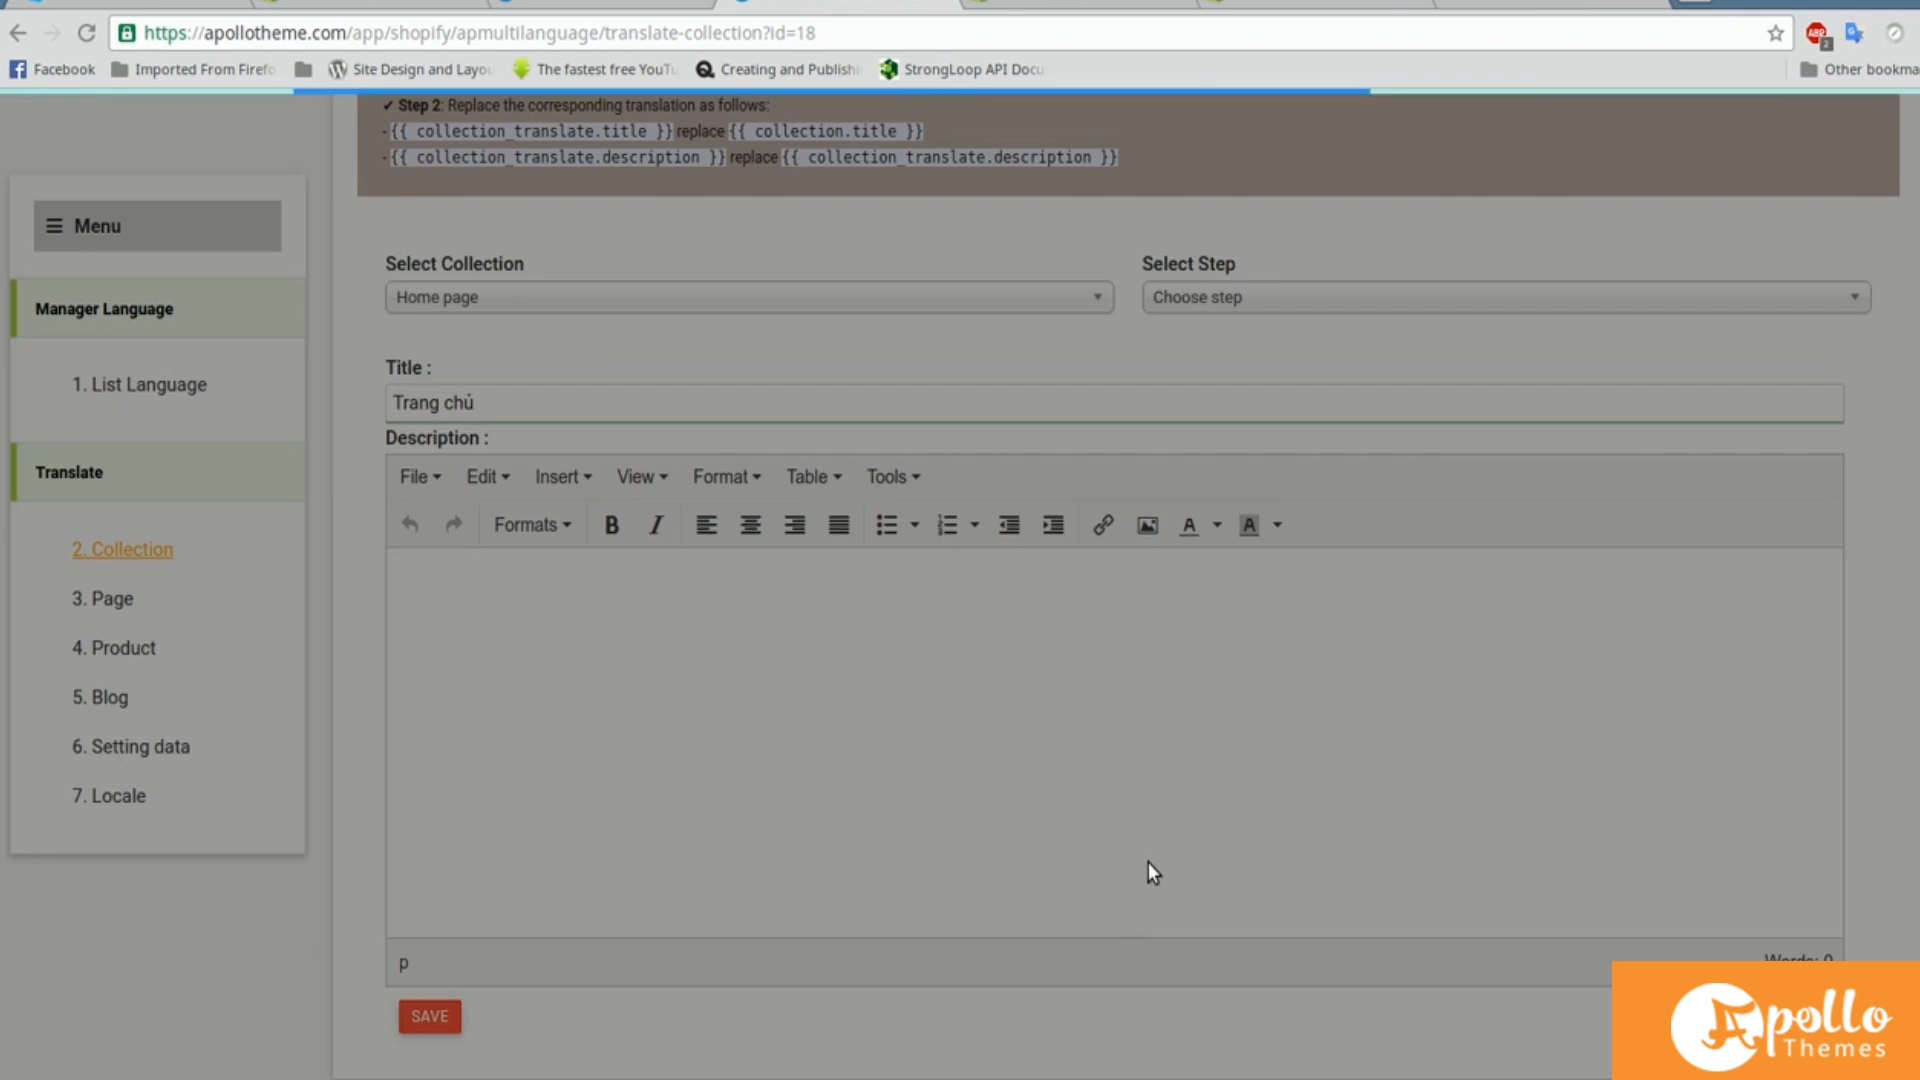 https://apollotheme.com/app/shopify/apmultilanguage/translate-collection?id=18
ABP
2
Facebook
Imported From Firefo
Site Design and Layou
The fastest free YouTu
Creating and Publishi
StrongLoop API Docu
Other bookma
✔ Step 2: Replace the corresponding translation as follows:
- {{ collection_translate.title }} replace {{ collection.title }}
- {{ collection_translate.description }} replace {{ collection_translate.description }}
Menu
Manager Language
1. List Language
Translate
2. Collection
3. Page
4. Product
5. Blog
6. Setting data
7. Locale
Select Collection
Home page
Select Step
Choose step
Title :
Trang chủ
Description :
File Edit Insert View Format Table Tools
Formats B I A A
p
Words: 0
SAVE
Apollo
Themes